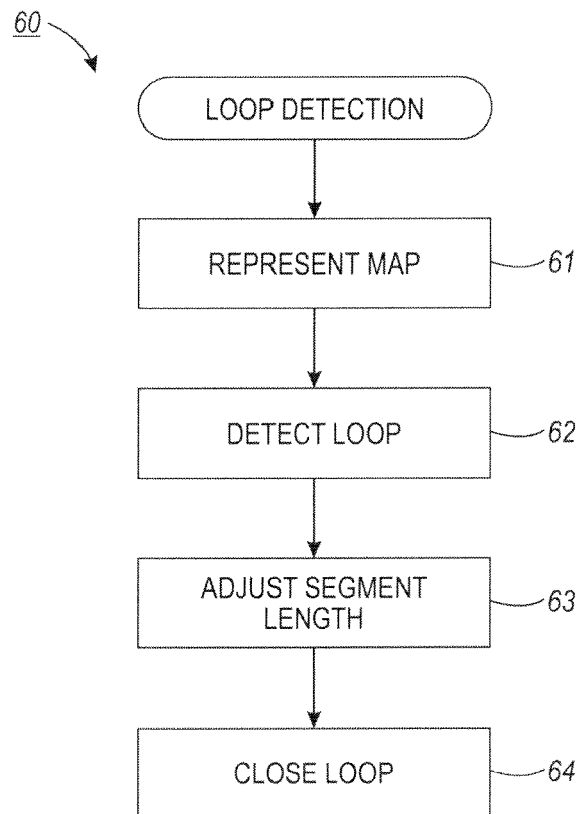 60
LOOP DETECTION
REPRESENT MAP
61
DETECT LOOP
62
ADJUST SEGMENT
LENGTH
63
CLOSE LOOP
64